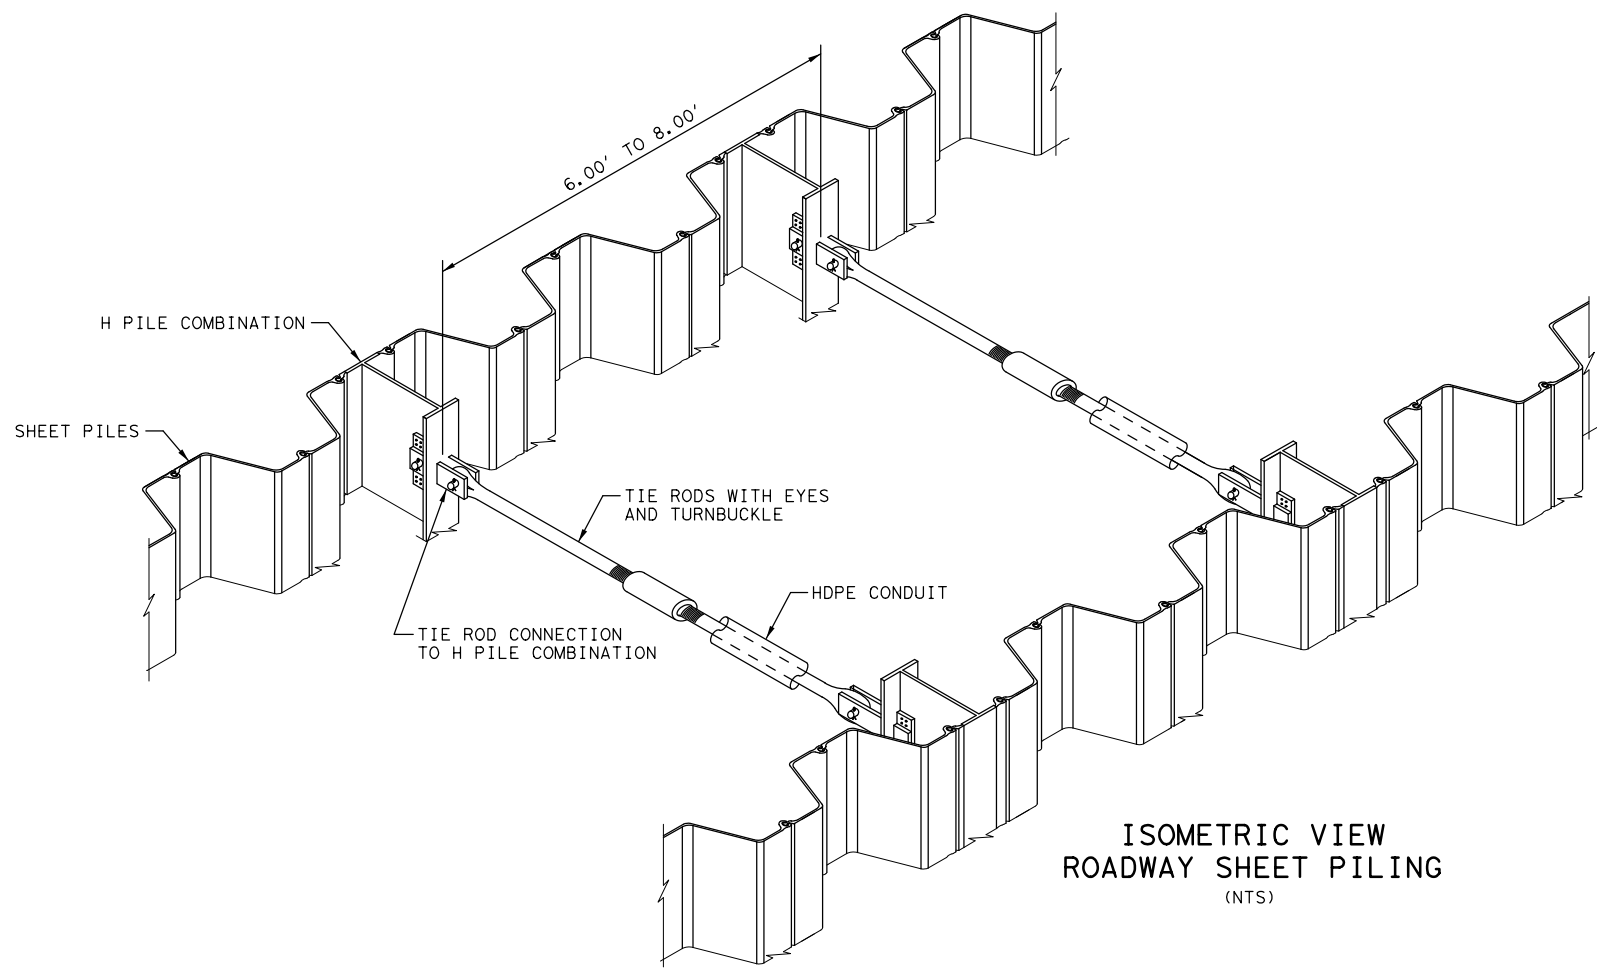 6.00' TO 8.00'
H PILE COMBINATION
SHEET PILES
TIE RODS WITH EYES
AND TURNBUCKLE
HDPE CONDUIT
TIE ROD CONNECTION
TO H PILE COMBINATION
ISOMETRIC VIEW
ROADWAY SHEET PILING
(NTS)